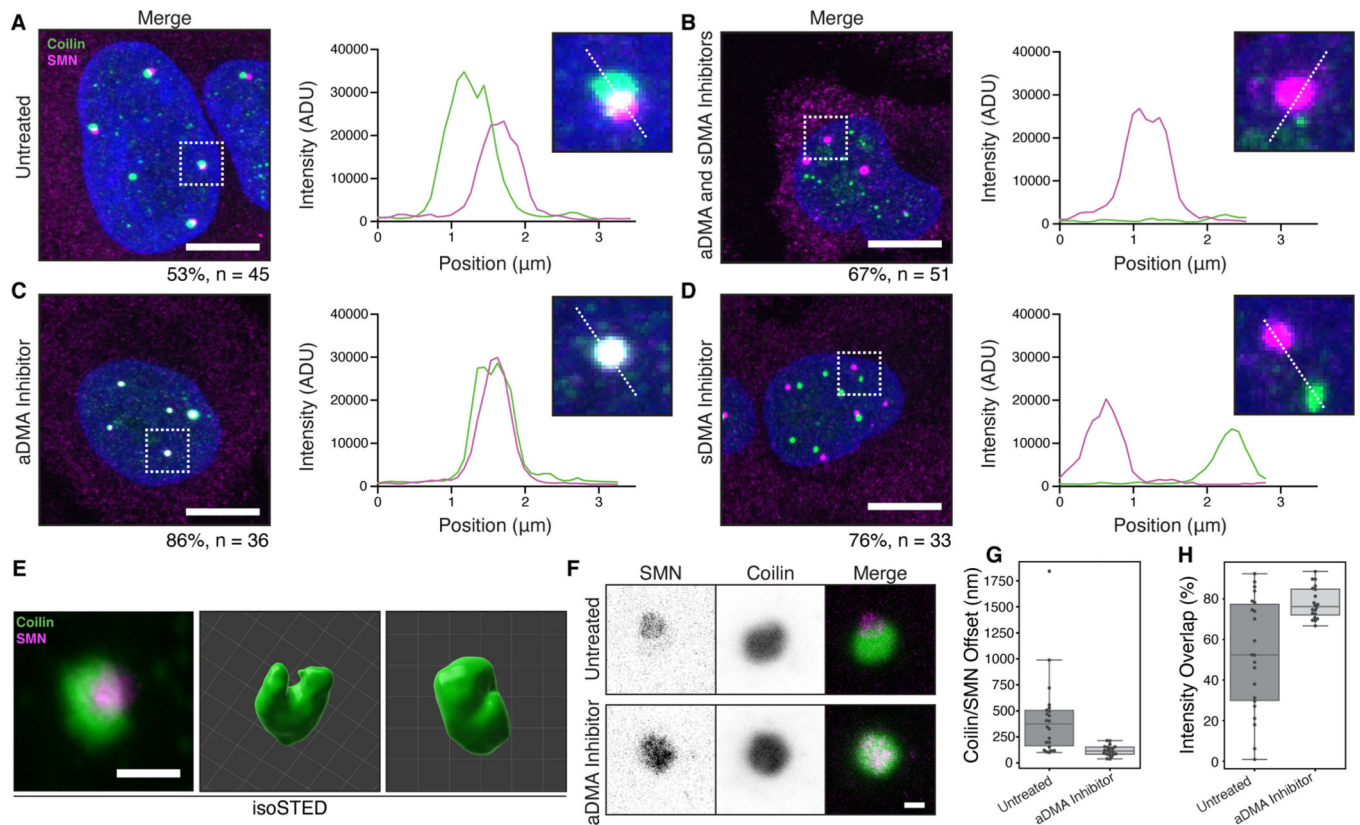 A
Merge
Coilin
SMN
Untreated
53%, n = 45
Intensity (ADU)
40000
30000
20000
10000
0
0 1 2 3
Position (µm)
B
Merge
aDMA and sDMA Inhibitors
67%, n = 51
Intensity (ADU)
40000
30000
20000
10000
0
0 1 2 3
Position (µm)
C
aDMA Inhibitor
86%, n = 36
Intensity (ADU)
40000
30000
20000
10000
0
0 1 2 3
Position (µm)
D
sDMA Inhibitor
76%, n = 33
Intensity (ADU)
40000
30000
20000
10000
0
0 1 2 3
Position (µm)
E
Coilin
SMN
isoSTED
F
SMN Coilin Merge
Untreated
aDMA Inhibitor
G
Coilin/SMN Offset (nm)
1750
1500
1250
1000
750
500
250
0
Untreated
aDMA Inhibitor
H
Intensity Overlap (%)
80
60
40
20
0
Untreated
aDMA Inhibitor